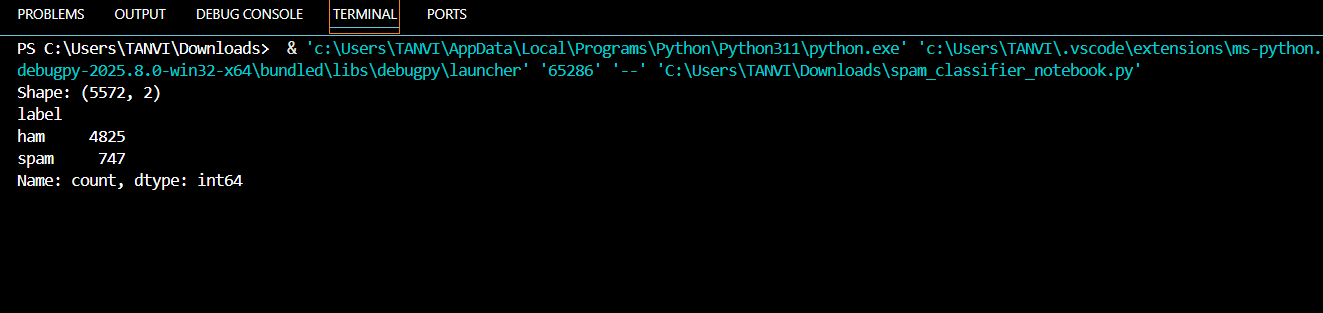 PROBLEMS OUTPUT DEBUG CONSOLE TERMINAL PORTS
PS C:\Users\TANVI\Downloads>  & 'c:\Users\TANVI\AppData\Local\Programs\Python\Python311\python.exe' 'c:\Users\TANVI\.vscode\extensions\ms-python.
debugpy-2025.8.0-win32-x64\bundled\libs\debugpy\launcher' '65286' '--' 'C:\Users\TANVI\Downloads\spam_classifier_notebook.py'
Shape: (5572, 2)
label
ham     4825
spam     747
Name: count, dtype: int64